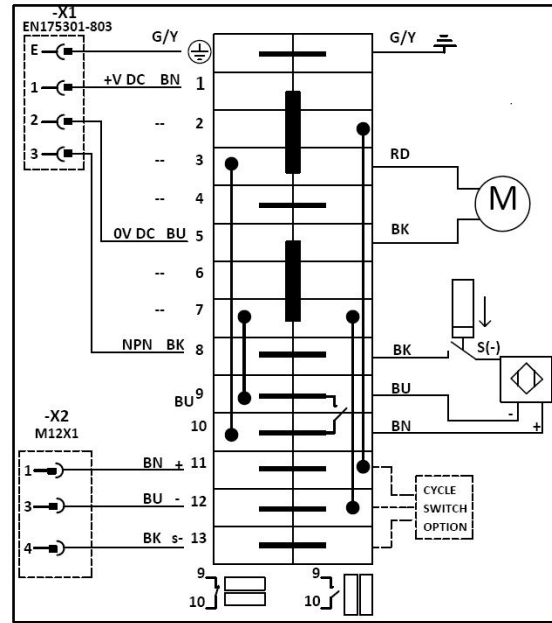 -X1
EN175301-803
E G/Y G/Y
1 +V DC BN 1
2 -- 2
3 -- 3 RD
-- 4 M
0V DC BU 5 BK
-- 6
-- 7
NPN BK 8 BK S(-)
BU 9 BU -
10 BN +
-X2
M12X1
1 BN + 11
3 BU - 12
4 BK s- 13
CYCLE
SWITCH
OPTION
9 9
10 10